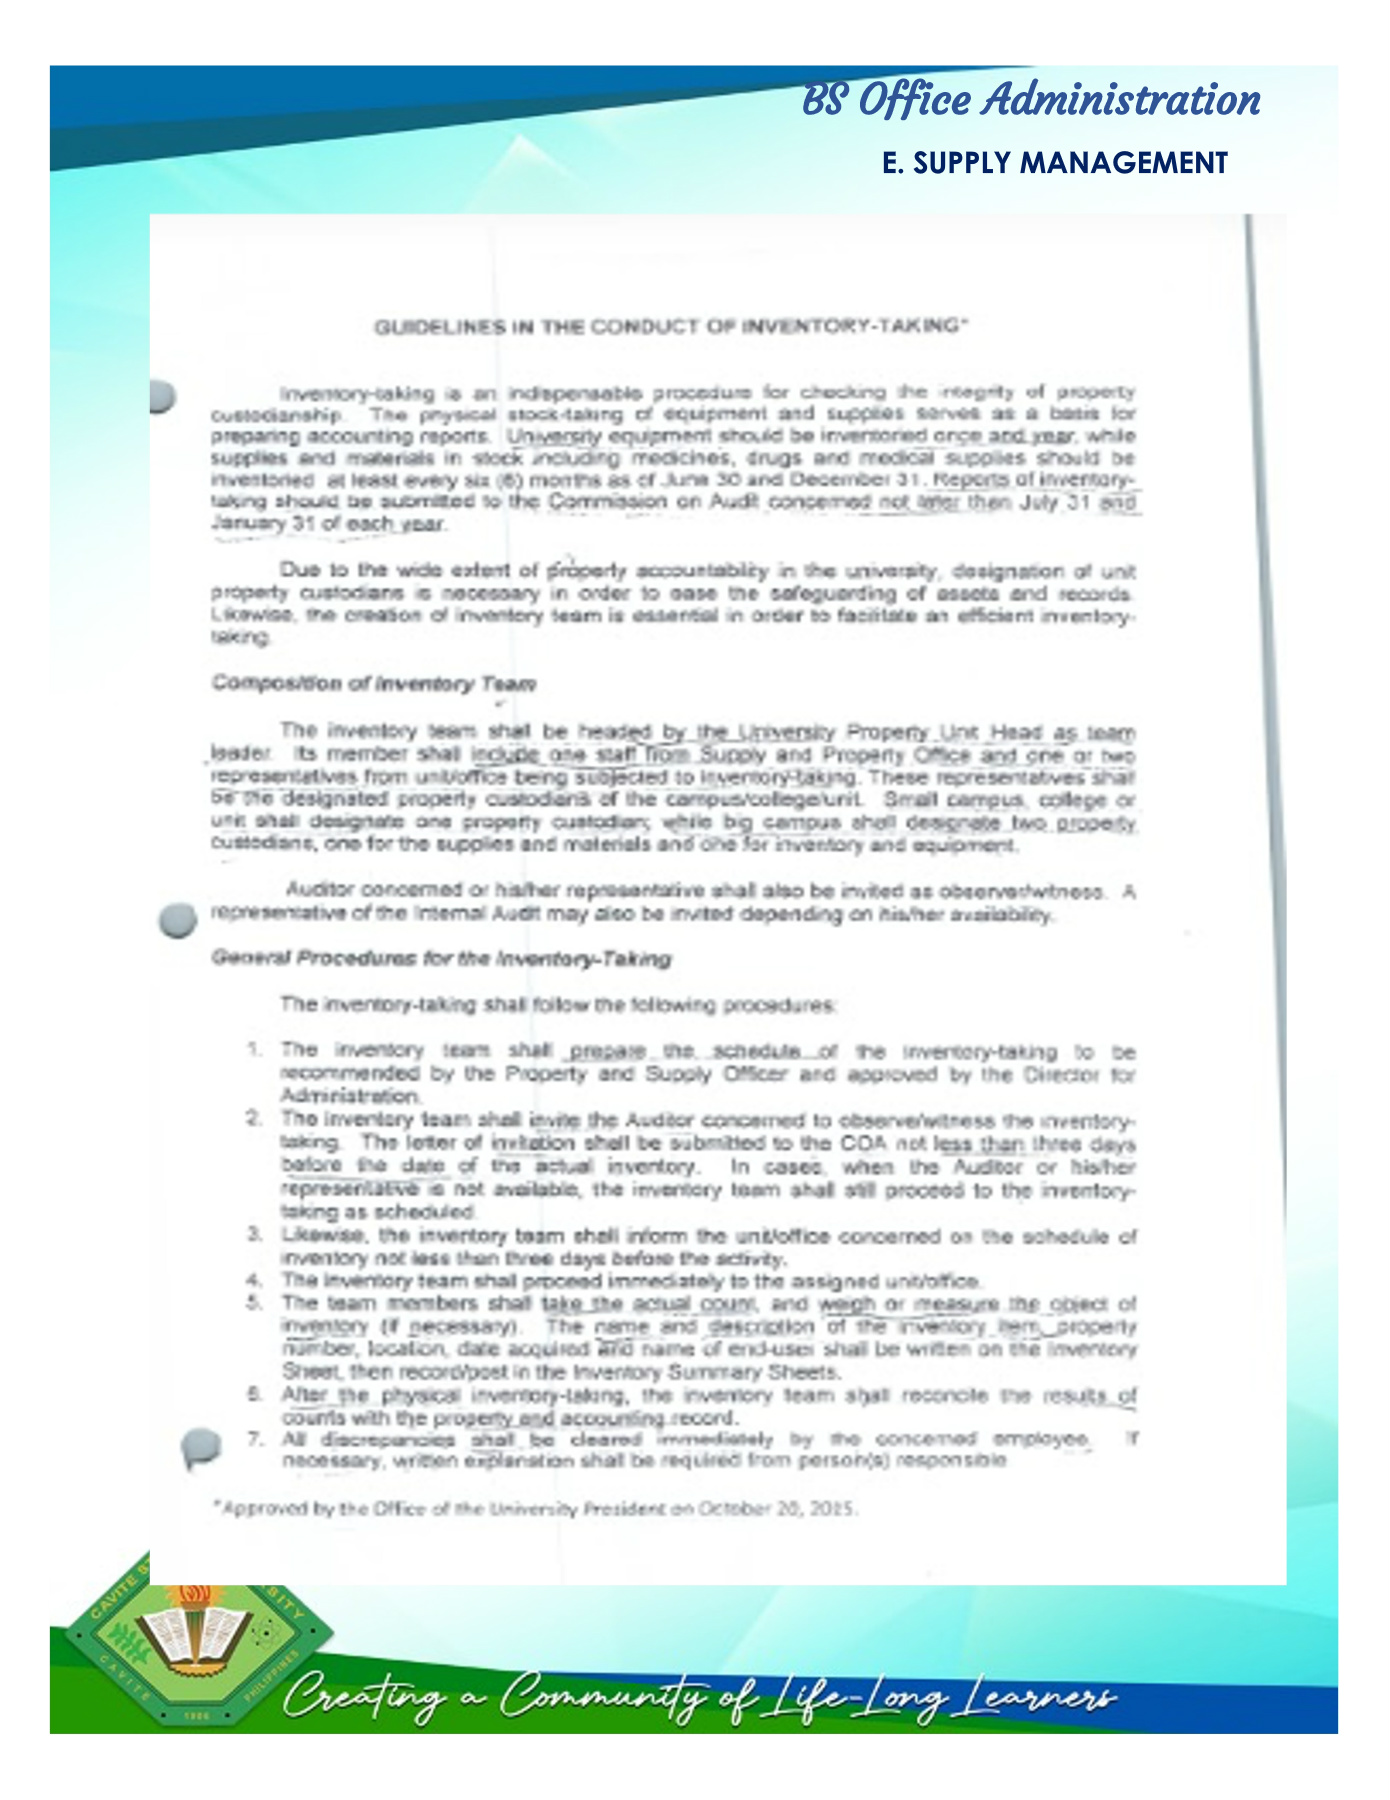 BS Office Administration
E. SUPPLY MANAGEMENT
GUIDELINES IN THE CONDUCT OF INVENTORY-TAKING*
Inventory-taking is an indispensable procedure for checking the integrity of property
custodianship. The physical stock-taking of equipment and supplies serves as a basis for
preparing accounting reports. University equipment should be inventoried once and year, while
supplies and materials in stock including medicines, drugs and medical supplies should be
inventoried at least every six (6) months as of June 30 and December 31. Reports of inventory-
taking should be submitted to the Commission on Audit concerned not later than July 31 and
January 31 of each year.
Due to the wide extent of property accountability in the university, designation of unit
property custodians is necessary in order to ease the safeguarding of assets and records.
Likewise, the creation of inventory team is essential in order to facilitate an efficient inventory-
taking.
Composition of Inventory Team
The inventory team shall be headed by the University Property Unit Head as team
leader. Its member shall include one staff from Supply and Property Office and one or two
representatives from unit/office being subjected to inventory-taking. These representatives shall
be the designated property custodians of the campus/college/unit. Small campus, college or
unit shall designate one property custodian; while big campus shall designate two property
custodians, one for the supplies and materials and one for inventory and equipment.
Auditor concerned or his/her representative shall also be invited as observer/witness. A
representative of the Internal Audit may also be invited depending on his/her availability.
General Procedures for the Inventory-Taking
The inventory-taking shall follow the following procedures:
1. The inventory team shall prepare the schedule of the inventory-taking to be
recommended by the Property and Supply Officer and approved by the Director for
Administration.
2. The inventory team shall invite the Auditor concerned to observe/witness the inventory-
taking. The letter of invitation shall be submitted to the COA not less than three days
before the date of the actual inventory. In cases, when the Auditor or his/her
representative is not available, the inventory team shall still proceed to the inventory-
taking as scheduled.
3. Likewise, the inventory team shall inform the unit/office concerned on the schedule of
inventory not less than three days before the activity.
4. The inventory team shall proceed immediately to the assigned unit/office.
5. The team members shall take the actual count, and weigh or measure the object of
inventory (if necessary). The name and description of the inventory item, property
number, location, date acquired and name of end-user shall be written on the Inventory
Sheet, then record/post in the Inventory Summary Sheets.
6. After the physical inventory-taking, the inventory team shall reconcile the results of
counts with the property and accounting record.
7. All discrepancies shall be cleared immediately by the concerned employee. If
necessary, written explanation shall be required from person(s) responsible.
*Approved by the Office of the University President on October 20, 2015.
CAVITE
SITY
CAVITE
PHILIPPINES
1906
Creating a Community of Life-Long Learners